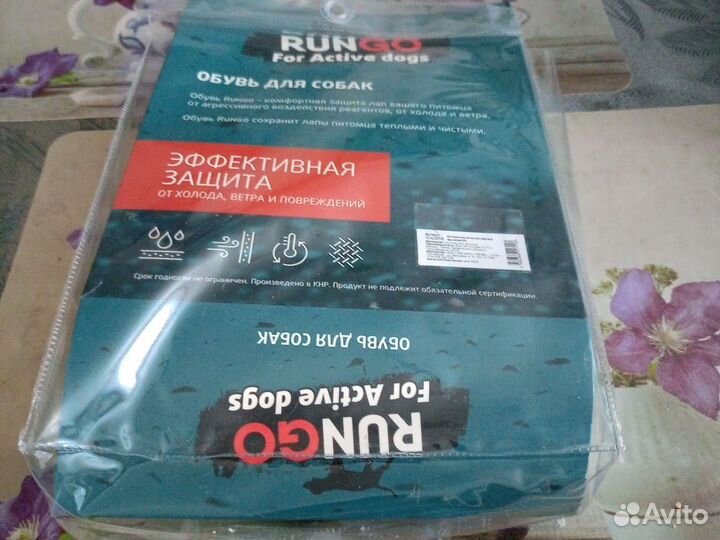 RUNGO
For Active dogs
ОБУВЬ ДЛЯ СОБАК
Обувь Rungo - комфортная защита лап вашего питомца
от агрессивного воздействия реагентов, от холода и ветра.
Обувь Rungo сохранит лапы питомца теплыми и чистыми.
ЭФФЕКТИВНАЯ
ЗАЩИТА
ОТ ХОЛОДА, ВЕТРА И ПОВРЕЖДЕНИЙ
Срок годности не ограничен. Произведено в КНР. Продукт не подлежит обязательной сертификации.
ОБУВЬ ДЛЯ СОБАК
For Active dogs
RUNGO
Avito